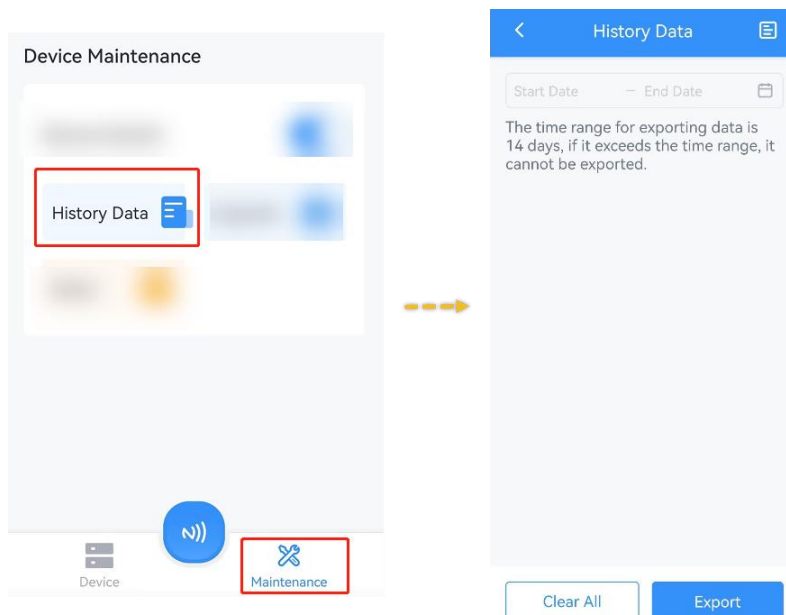 Device Maintenance
History Data
Device
Maintenance
History Data
Start Date – End Date
The time range for exporting data is
14 days, if it exceeds the time range, it
cannot be exported.
Clear All
Export